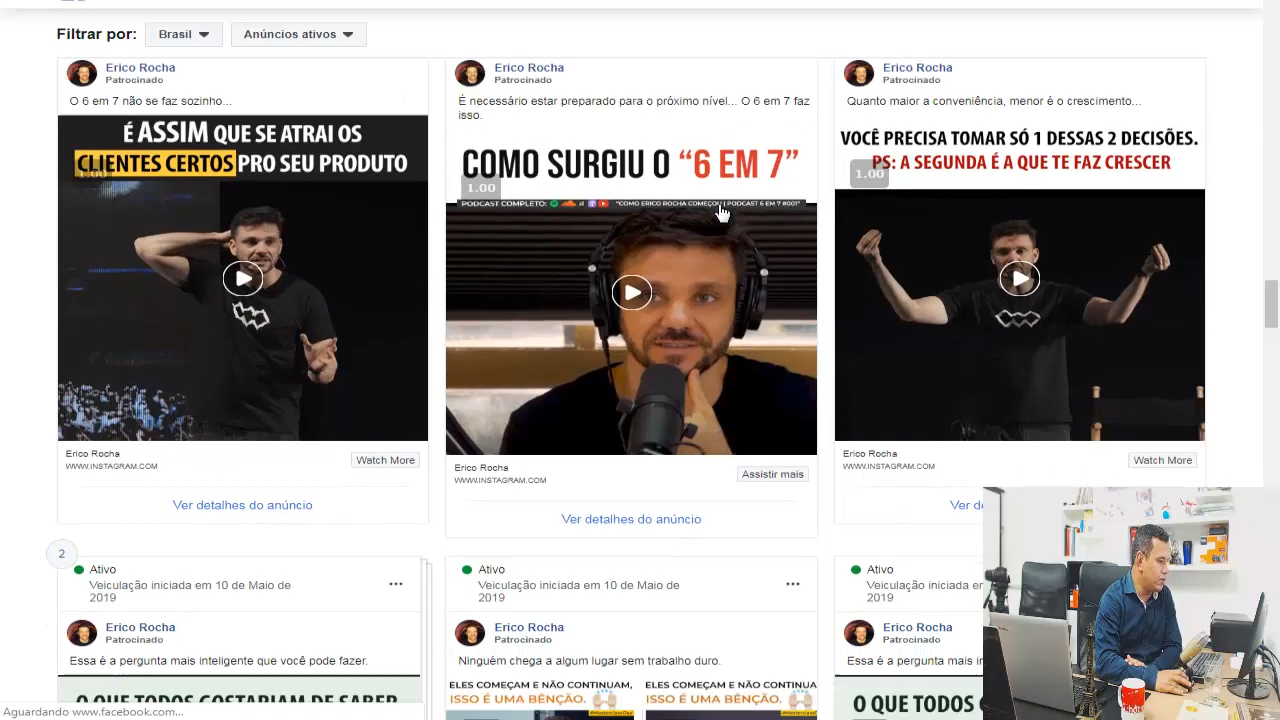 Filtrar por:
Brasil
Anúncios ativos
Erico Rocha
Patrocinado
O 6 em 7 não se faz sozinho...
É ASSIM QUE SE ATRAI OS
CLIENTES CERTOS PRO SEU PRODUTO
1.00
Erico Rocha
WWW.INSTAGRAM.COM
Watch More
Ver detalhes do anúncio
Erico Rocha
Patrocinado
É necessário estar preparado para o próximo nível... O 6 em 7 faz
isso.
COMO SURGIU O “6 EM 7”
1.00
PODCAST COMPLETO:
"COMO ERICO ROCHA COMEÇOU | PODCAST 6 EM 7 #001"
Erico Rocha
WWW.INSTAGRAM.COM
Assistir mais
Ver detalhes do anúncio
Erico Rocha
Patrocinado
Quanto maior a conveniência, menor é o crescimento...
VOCÊ PRECISA TOMAR SÓ 1 DESSAS 2 DECISÕES.
PS: A SEGUNDA É A QUE TE FAZ CRESCER
1.00
Erico Rocha
WWW.INSTAGRAM.COM
Watch More
Ver de
2
Ativo
Veiculação iniciada em 10 de Maio de
2019
Erico Rocha
Patrocinado
Essa é a pergunta mais inteligente que você pode fazer.
O QUE TODOS GOSTARIAM DE SABER
Ativo
Veiculação iniciada em 10 de Maio de
2019
Erico Rocha
Patrocinado
Ninguém chega a algum lugar sem trabalho duro.
ELES COMEÇAM E NÃO CONTINUAM,
ISSO É UMA BÊNÇÃO.
ELES COMEÇAM E NÃO CONTINUAM,
ISSO É UMA BÊNÇÃO.
Ativo
Veiculação iniciada e
2019
Erico Rocha
Patrocinado
Essa é a pergunta mais in
O QUE TODOS
Aguardando www.facebook.com...